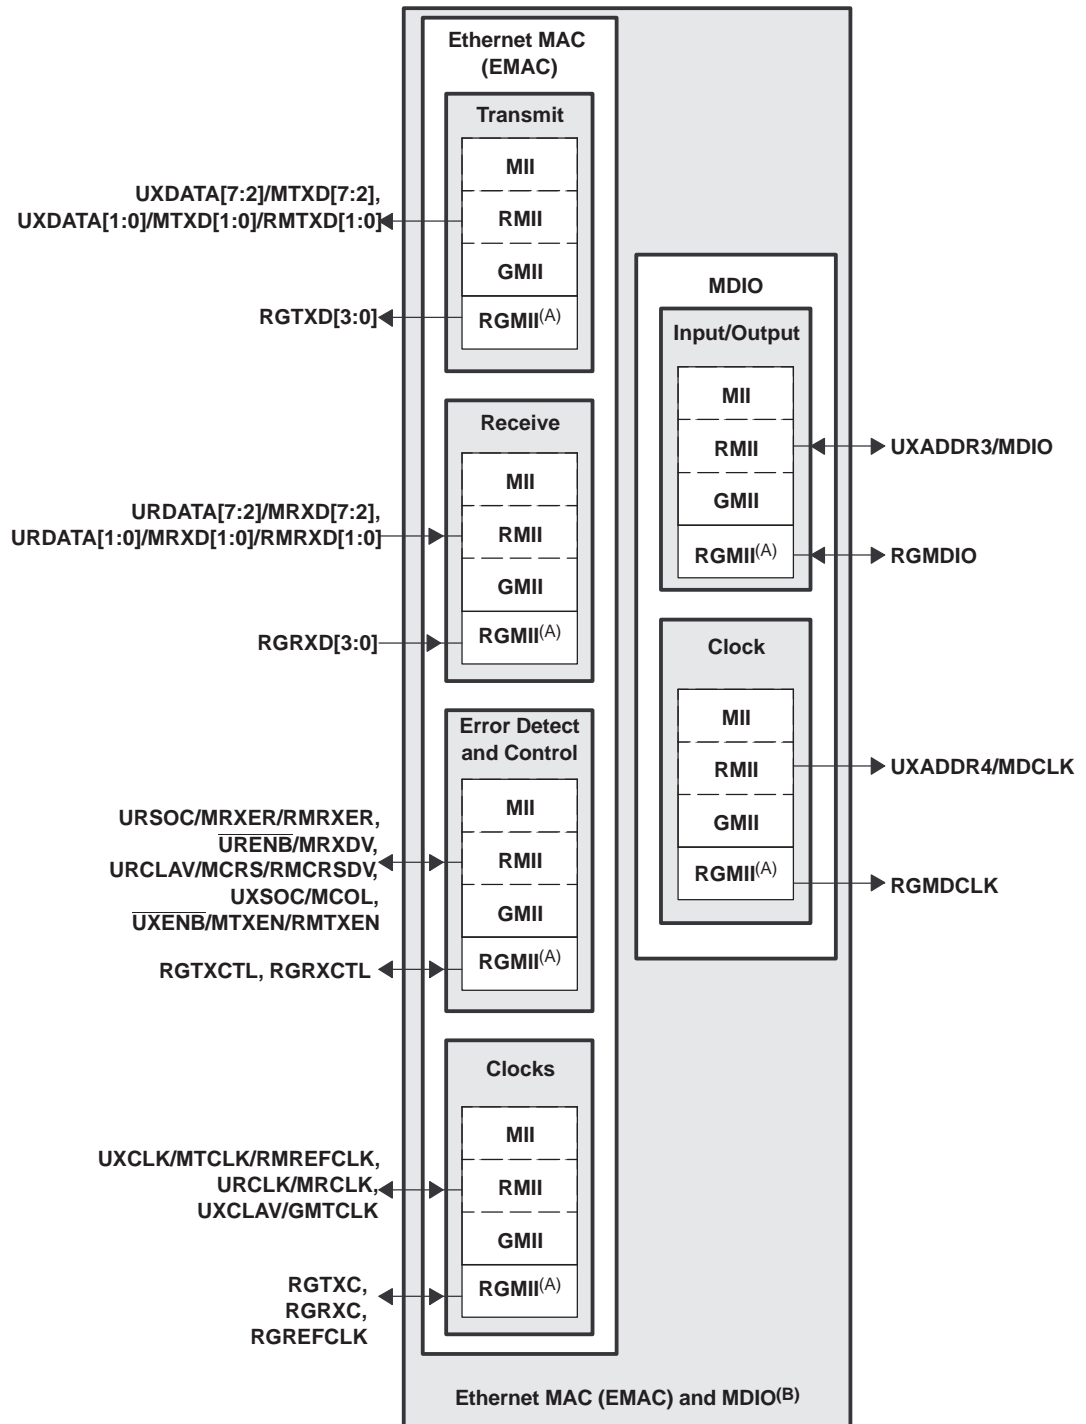 Ethernet MAC
(EMAC)
Transmit
MII
RMII
GMII
RGMII(A)
UXDATA[7:2]/MTXD[7:2],
UXDATA[1:0]/MTXD[1:0]/RMTXD[1:0]
RGTXD[3:0]
Receive
MII
RMII
GMII
RGMII(A)
URDATA[7:2]/MRXD[7:2],
URDATA[1:0]/MRXD[1:0]/RMRXD[1:0]
RGRXD[3:0]
Error Detect
and Control
MII
RMII
GMII
RGMII(A)
URSOC/MRXER/RMRXER,
URENB/MRXDV,
URCLAV/MCRS/RMCRSDV,
UXSOC/MCOL,
UXENB/MTXEN/RMTXEN
RGTXCTL, RGRXCTL
Clocks
MII
RMII
GMII
RGMII(A)
UXCLK/MTCLK/RMREFCLK,
URCLK/MRCLK,
UXCLAV/GMTCLK
RGTXC,
RGRXC,
RGREFCLK
MDIO
Input/Output
MII
RMII
GMII
RGMII(A)
UXADDR3/MDIO
RGMDIO
Clock
MII
RMII
GMII
RGMII(A)
UXADDR4/MDCLK
RGMDCLK
Ethernet MAC (EMAC) and MDIO(B)